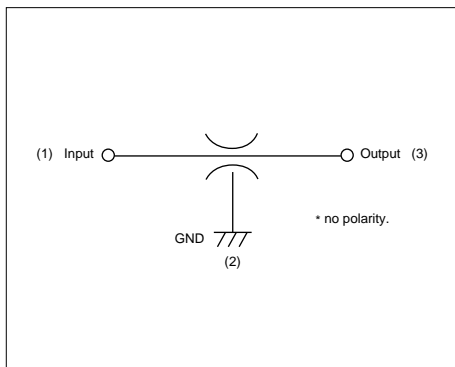 (1) Input Output (3)
* no polarity.
GND
(2)